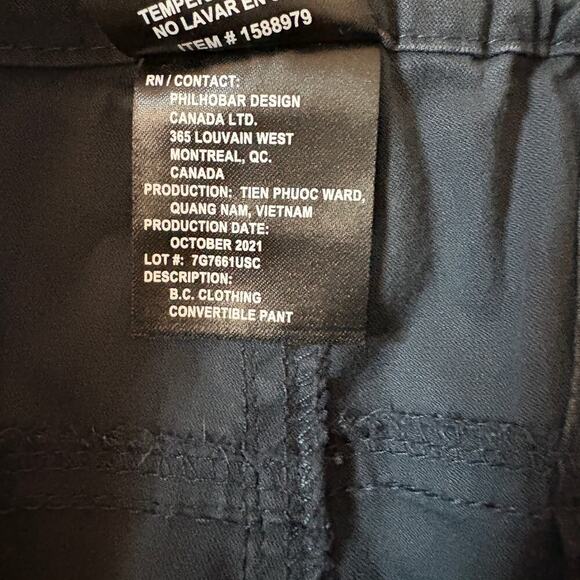 NO LAVAR EN
ITEM # 1588979
RN / CONTACT:
PHILHOBAR DESIGN
CANADA LTD.
365 LOUVAIN WEST
MONTREAL, QC.
CANADA
PRODUCTION: TIEN PHUOC WARD,
QUANG NAM, VIETNAM
PRODUCTION DATE:
OCTOBER 2021
LOT #: 7G7661USC
DESCRIPTION:
B.C. CLOTHING
CONVERTIBLE PANT